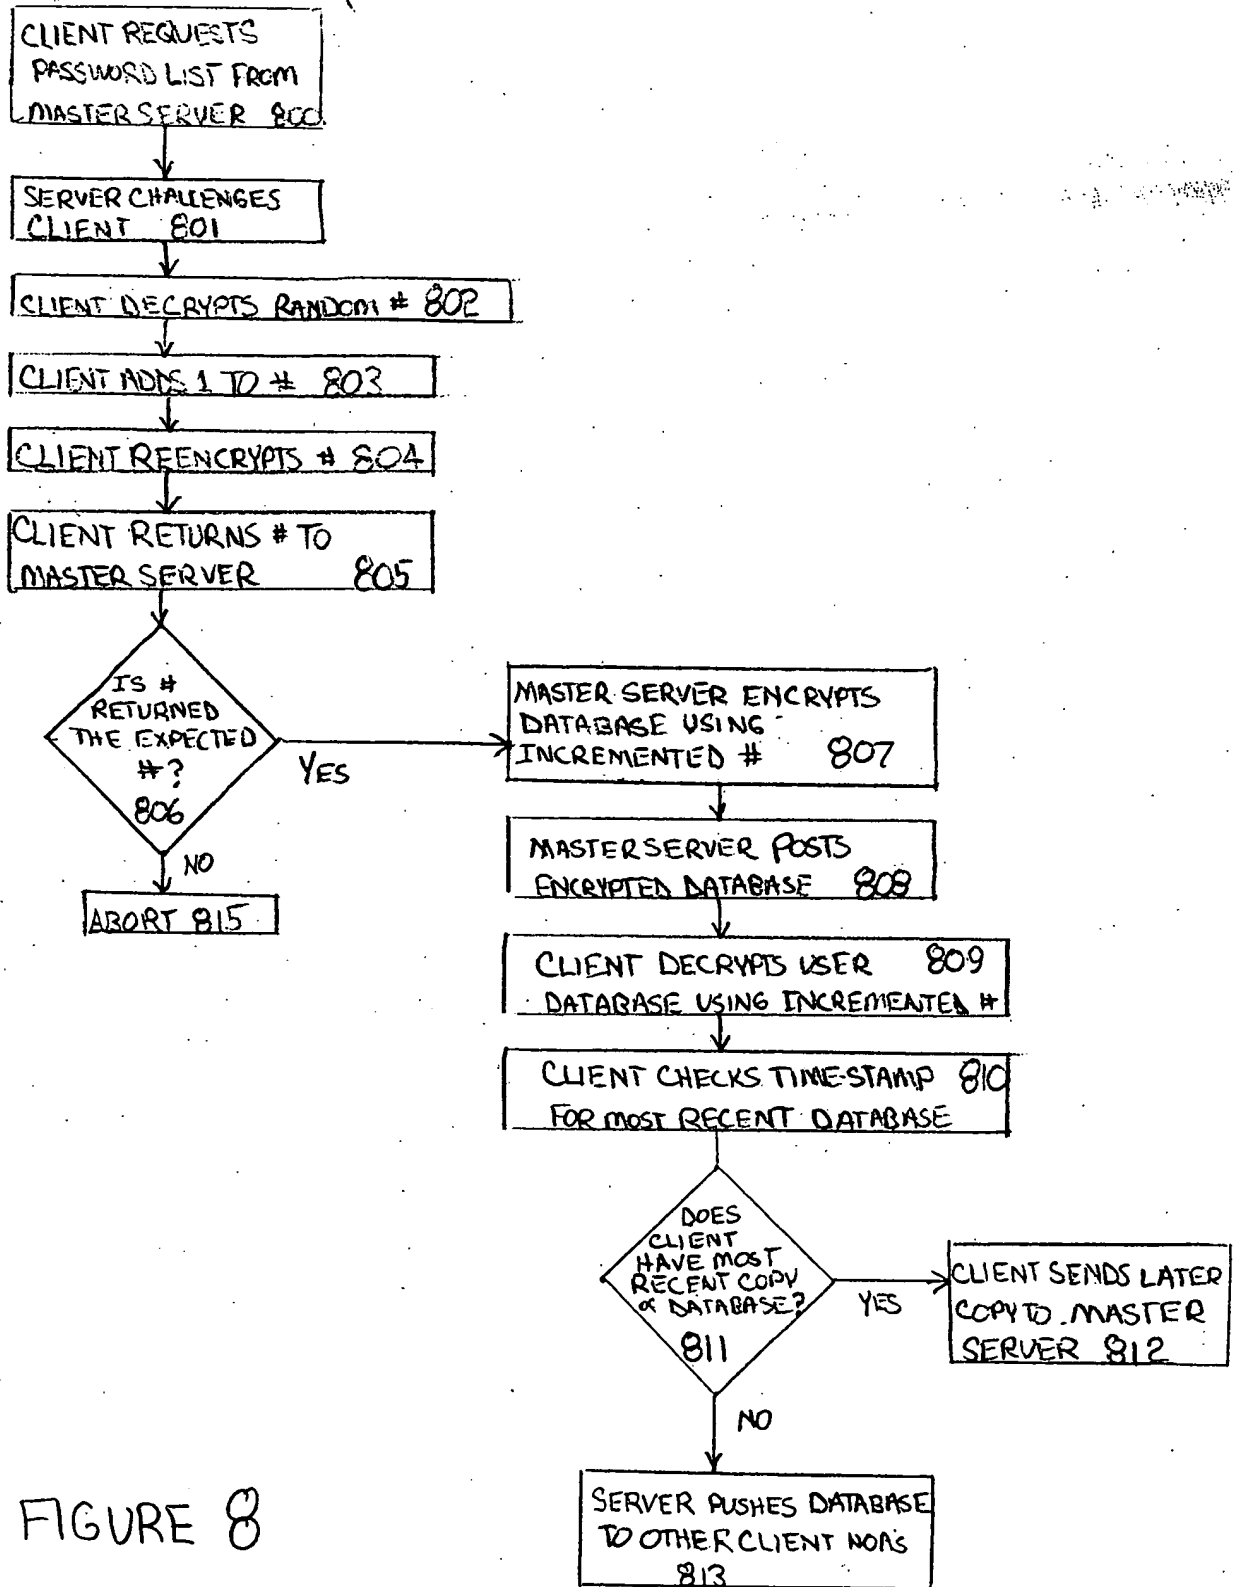 CLIENT REQUESTS
PASSWORD LIST FROM
MASTER SERVER 800
SERVER CHALLENGES
CLIENT 801
CLIENT DECRYPTS RANDOM # 802
CLIENT ADDS 1 TO # 803
CLIENT REENCRYPTS # 804
CLIENT RETURNS # TO
MASTER SERVER 805
IS #
RETURNED
THE EXPECTED
#?
806
YES
NO
ABORT 815
MASTER SERVER ENCRYPTS
DATABASE USING
INCREMENTED # 807
MASTER SERVER POSTS
ENCRYPTED DATABASE 808
CLIENT DECRYPTS USER 809
DATABASE USING INCREMENTED #
CLIENT CHECKS TIME-STAMP 810
FOR MOST RECENT DATABASE
DOES
CLIENT
HAVE MOST
RECENT COPY
OF DATABASE?
811
YES
CLIENT SENDS LATER
COPY TO MASTER
SERVER 812
NO
SERVER PUSHES DATABASE
TO OTHER CLIENT NOA'S
813
FIGURE 8